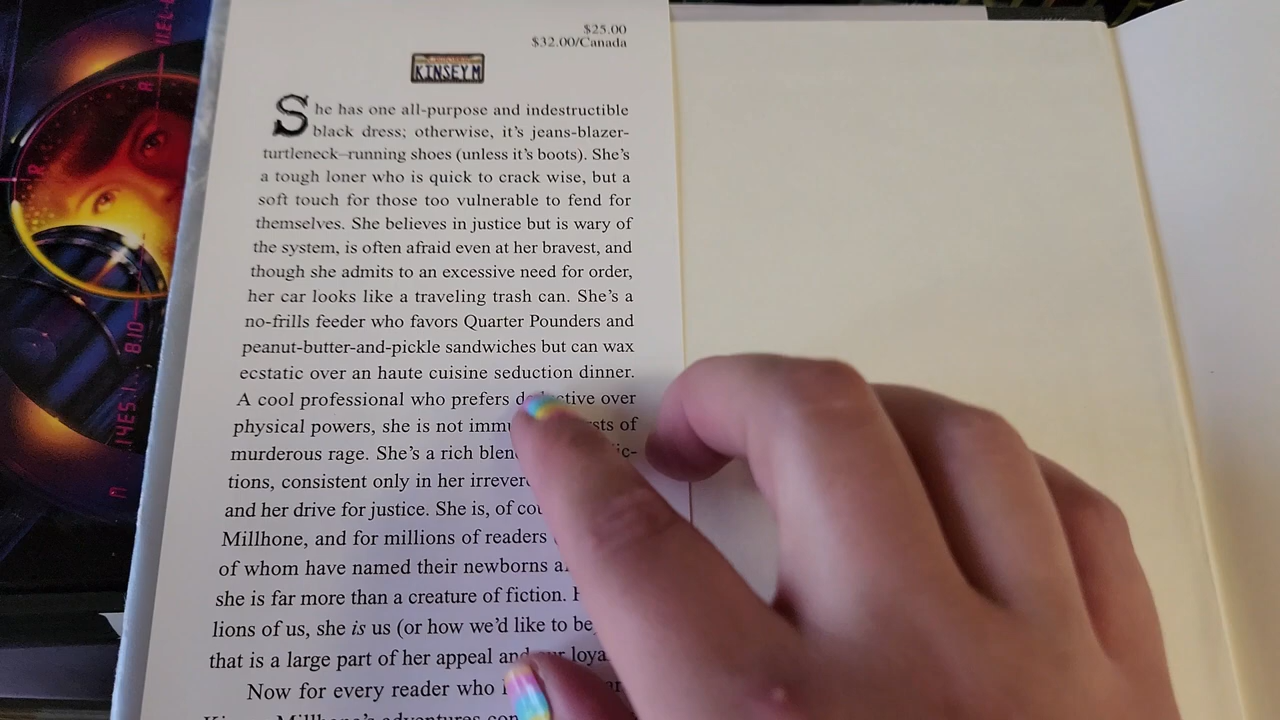 $25.00
$32.00/Canada
KINSEY M
She has one all-purpose and indestructible
black dress; otherwise, it's jeans-blazer-
turtleneck–running shoes (unless it's boots). She's
a tough loner who is quick to crack wise, but a
soft touch for those too vulnerable to fend for
themselves. She believes in justice but is wary of
the system, is often afraid even at her bravest, and
though she admits to an excessive need for order,
her car looks like a traveling trash can. She's a
no-frills feeder who favors Quarter Pounders and
peanut-butter-and-pickle sandwiches but can wax
ecstatic over an haute cuisine seduction dinner.
A cool professional who prefers over
physical powers, she is not of
murderous rage. She's a rich
tions, consistent only in her
and her drive for justice. She is, of
Millhone, and for millions of readers
of whom have named their newborns
she is far more than a creature of fiction.
lions of us, she is us (or how we'd like to
that is a large part of her appeal and
Now for every reader who
Millhone's adventures